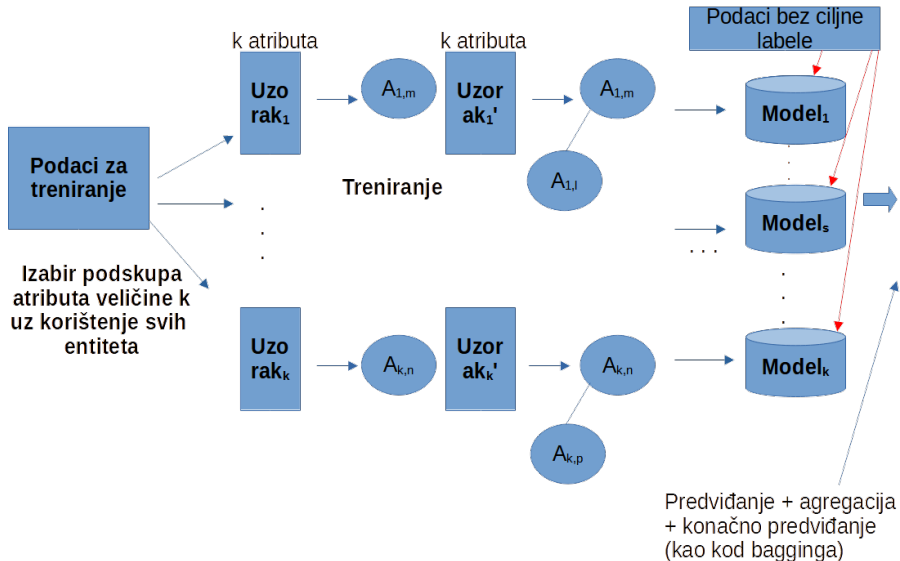 Podaci bez ciljne
labele
k atributa
k atributa
Uzo
rak₁
A₁,ₘ
Uzor
ak₁'
A₁,ₘ
Model₁
Podaci za
treniranje
Treniranje
A₁,ₗ
Modelₛ
. . .
Izabir podskupa
atributa veličine k
uz korištenje svih
entiteta
Uzo
rakₖ
Aₖ,ₙ
Uzor
akₖ'
Aₖ,ₙ
Modelₖ
Aₖ,ₚ
Predviđanje + agregacija
+ konačno predviđanje
(kao kod bagginga)